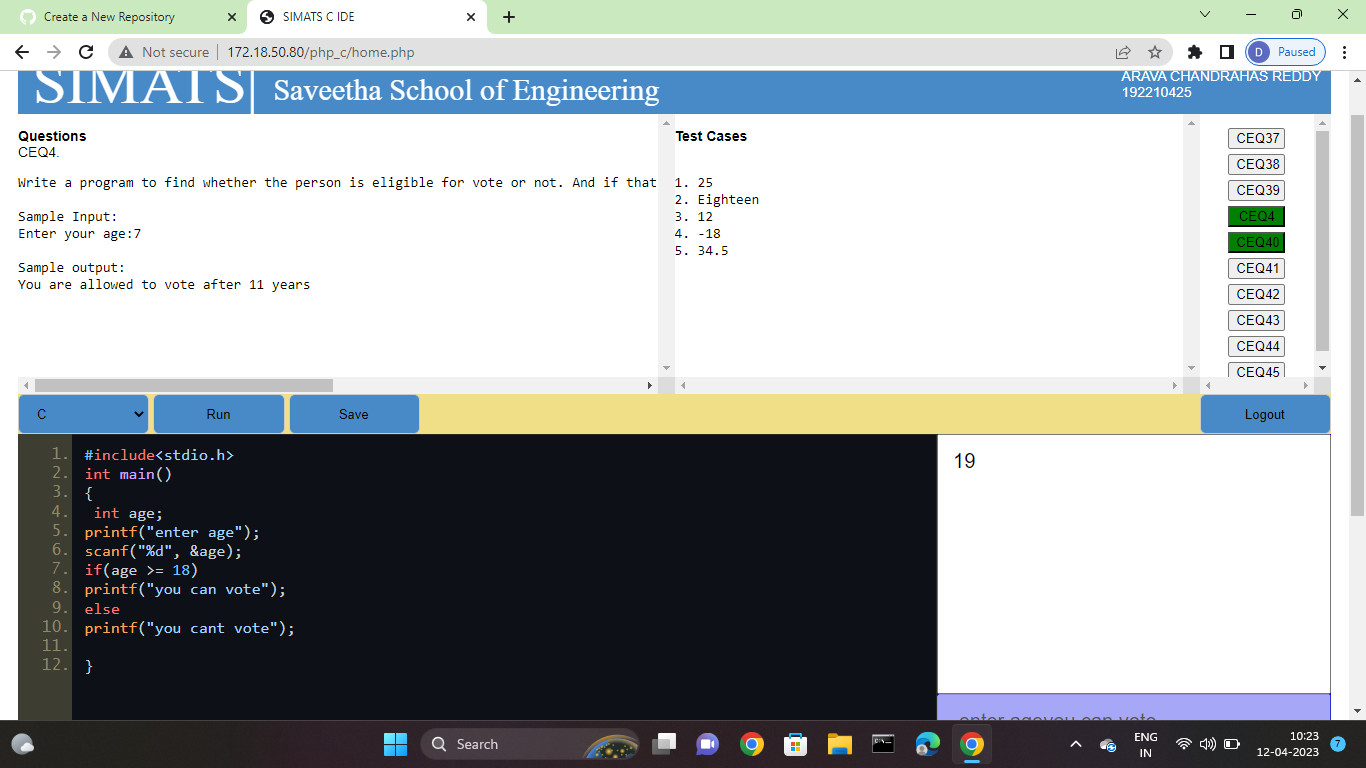 Create a New Repository
SIMATS C IDE
Not secure
172.18.50.80/php_c/home.php
D
Paused
SIMATS
Saveetha School of Engineering
ARAVA CHANDRAHAS REDDY
192210425
Questions
CEQ4.
Write a program to find whether the person is eligible for vote or not. And if that
Sample Input:
Enter your age:7
Sample output:
You are allowed to vote after 11 years
Test Cases
1. 25
2. Eighteen
3. 12
4. -18
5. 34.5
CEQ37
CEQ38
CEQ39
CEQ4
CEQ40
CEQ41
CEQ42
CEQ43
CEQ44
CEQ45
C
Run
Save
Logout
1. #include<stdio.h>
2. int main()
3. {
4. int age;
5. printf("enter age");
6. scanf("%d", &age);
7. if(age >= 18)
8. printf("you can vote");
9. else
10. printf("you cant vote");
11.
12. }
19
enter ageyou can vote
Search
ENG
IN
10:23
12-04-2023
7